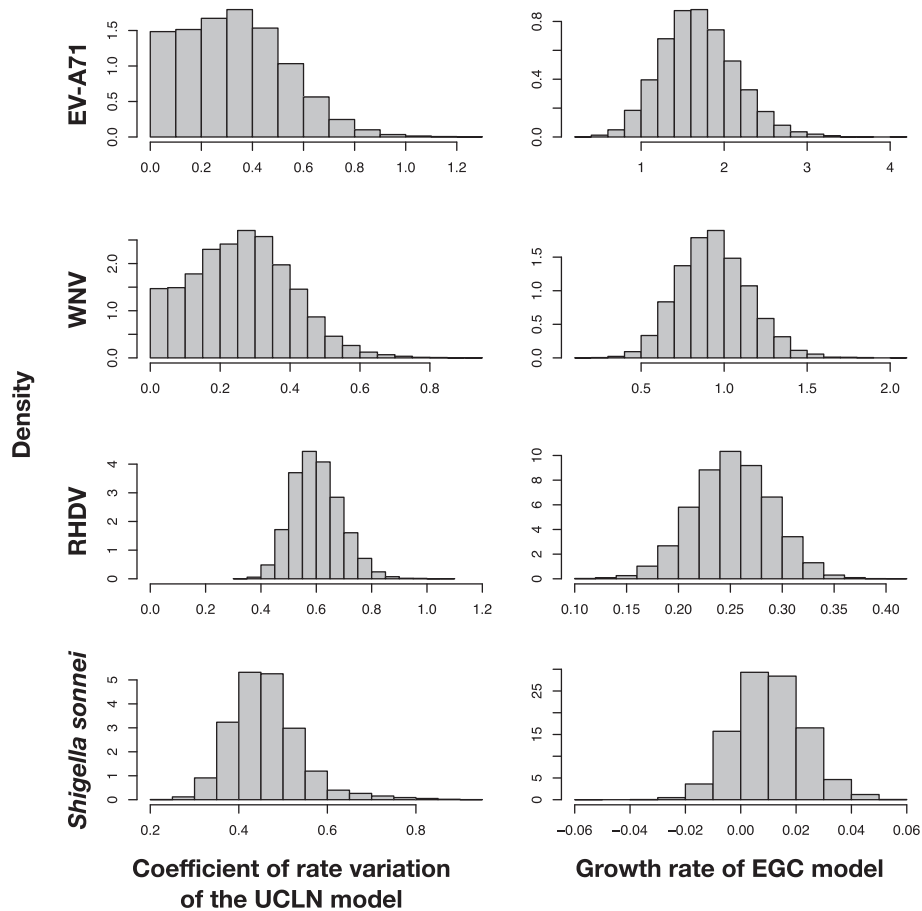 Density
EV-A71
0.0 0.5 1.0 1.5
0.0 0.2 0.4 0.6 0.8 1.0 1.2
0.0 0.4 0.8
1 2 3 4
WNV
0.0 1.0 2.0
0.0 0.2 0.4 0.6 0.8
0.0 0.5 1.0 1.5
0.5 1.0 1.5 2.0
RHDV
0 1 2 3 4
0.0 0.2 0.4 0.6 0.8 1.0 1.2
0 2 4 6 8 10
0.10 0.15 0.20 0.25 0.30 0.35 0.40
Shigella sonnei
0 1 2 3 4 5
0.2 0.4 0.6 0.8
0 5 15 25
−0.06 −0.04 −0.02 0.00 0.02 0.04 0.06
Coefficient of rate variation
of the UCLN model
Growth rate of EGC model